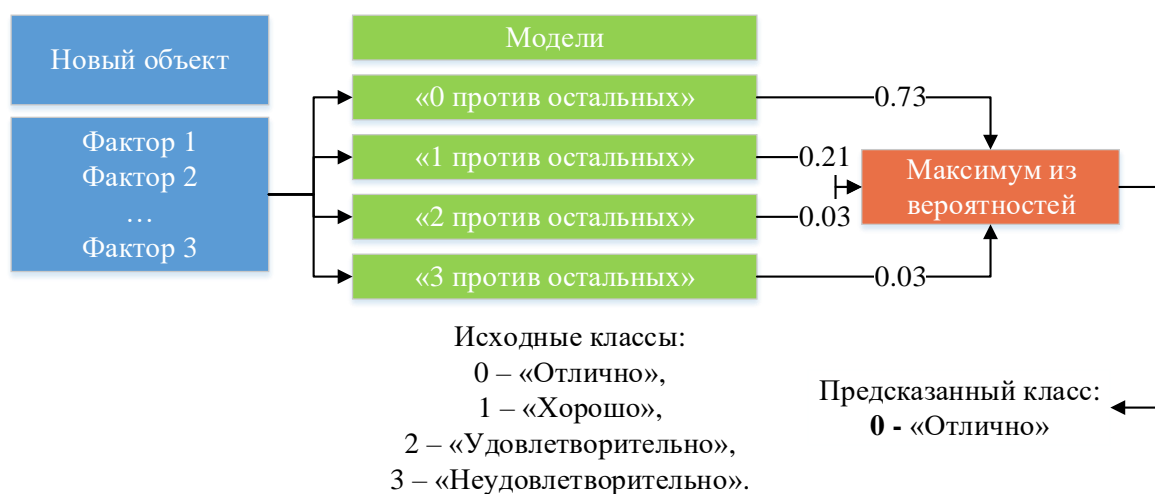 Новый объект
Фактор 1
Фактор 2
…
Фактор 3
Модели
«0 против остальных»
«1 против остальных»
«2 против остальных»
«3 против остальных»
0.73
0.21
0.03
0.03
Максимум из
вероятностей
Исходные классы:
0 – «Отлично»,
1 – «Хорошо»,
2 – «Удовлетворительно»,
3 – «Неудовлетворительно».
Предсказанный класс:
0 - «Отлично»